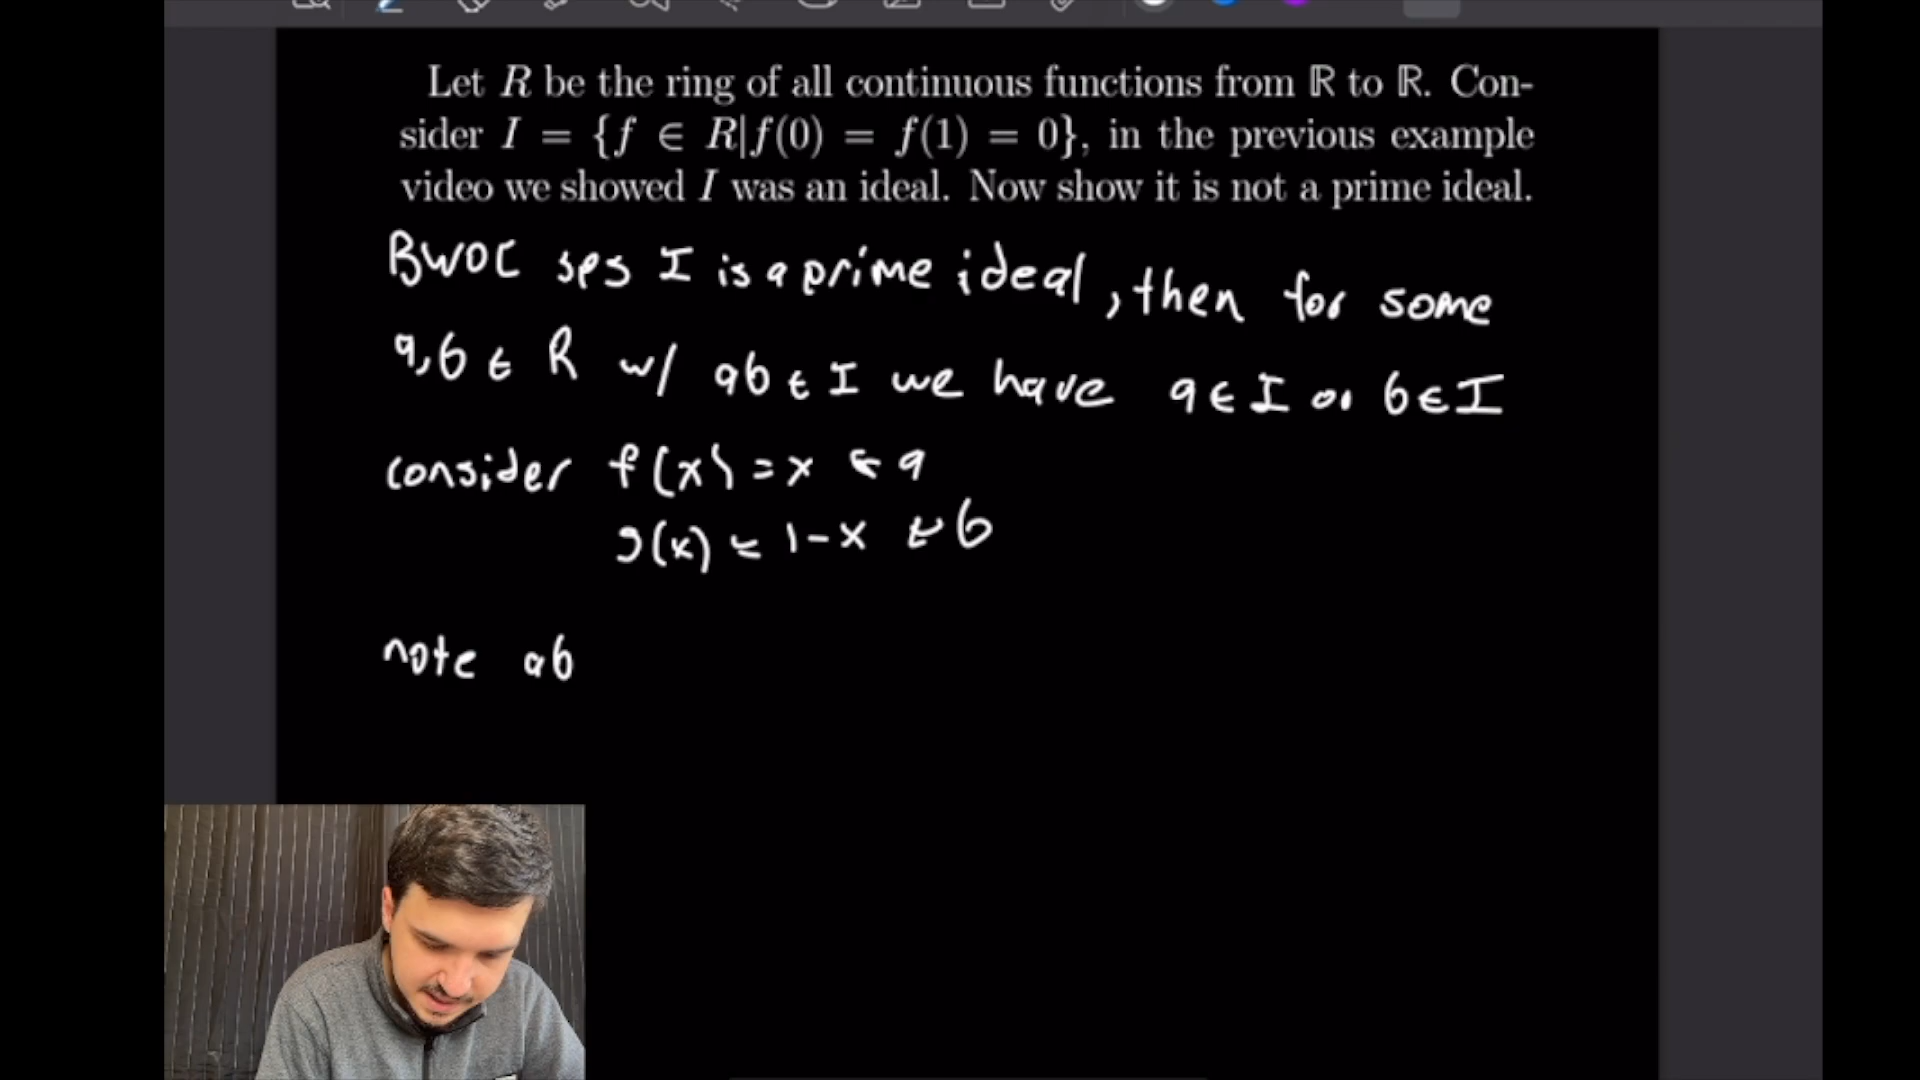 Let R be the ring of all continuous functions from ℝ to ℝ. Con-
sider I = {f ∈ R|f(0) = f(1) = 0}, in the previous example
video we showed I was an ideal. Now show it is not a prime ideal.
BWOC sps I is a prime ideal, then for some
a,b ∈ R w/ ab ∈ I we have a ∈ I or b ∈ I
consider f(x) = x ← a
g(x) = 1-x ← b
note ab